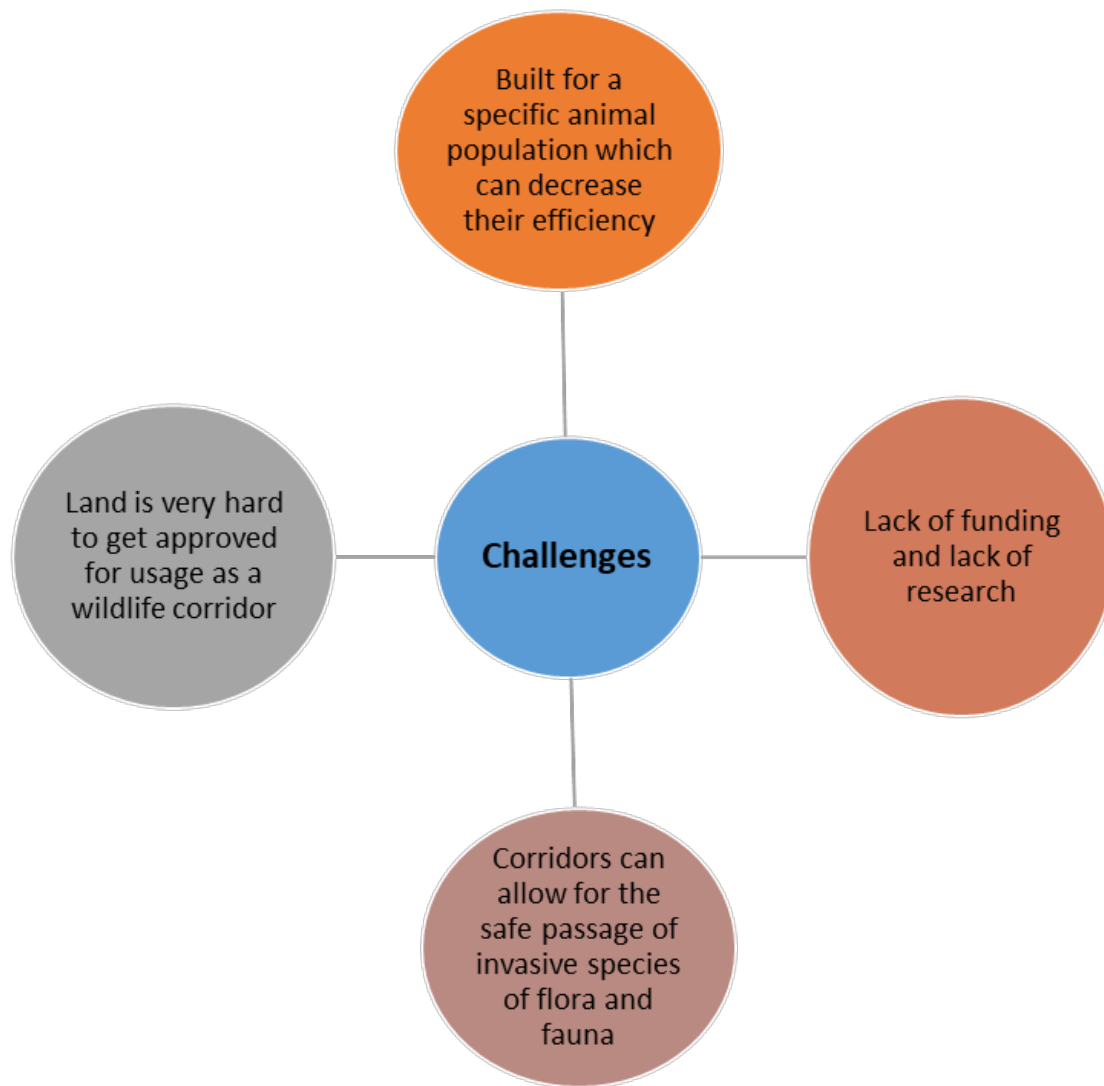 Built for a
specific animal
population which
can decrease
their efficiency
Land is very hard
to get approved
for usage as a
wildlife corridor
Challenges
Lack of funding
and lack of
research
Corridors can
allow for the
safe passage of
invasive species
of flora and
fauna